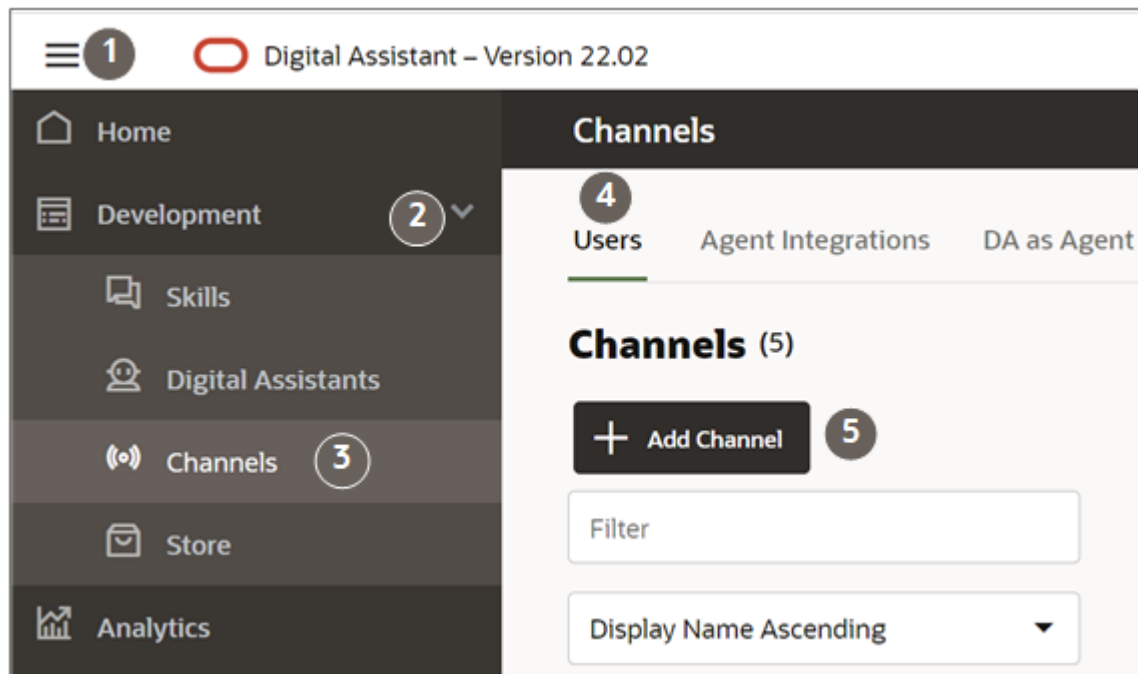 1
Digital Assistant – Version 22.02
Home
Development 2
Skills
Digital Assistants
Channels 3
Store
Analytics
Channels
4
Users Agent Integrations DA as Agent
Channels (5)
+ Add Channel 5
Filter
Display Name Ascending